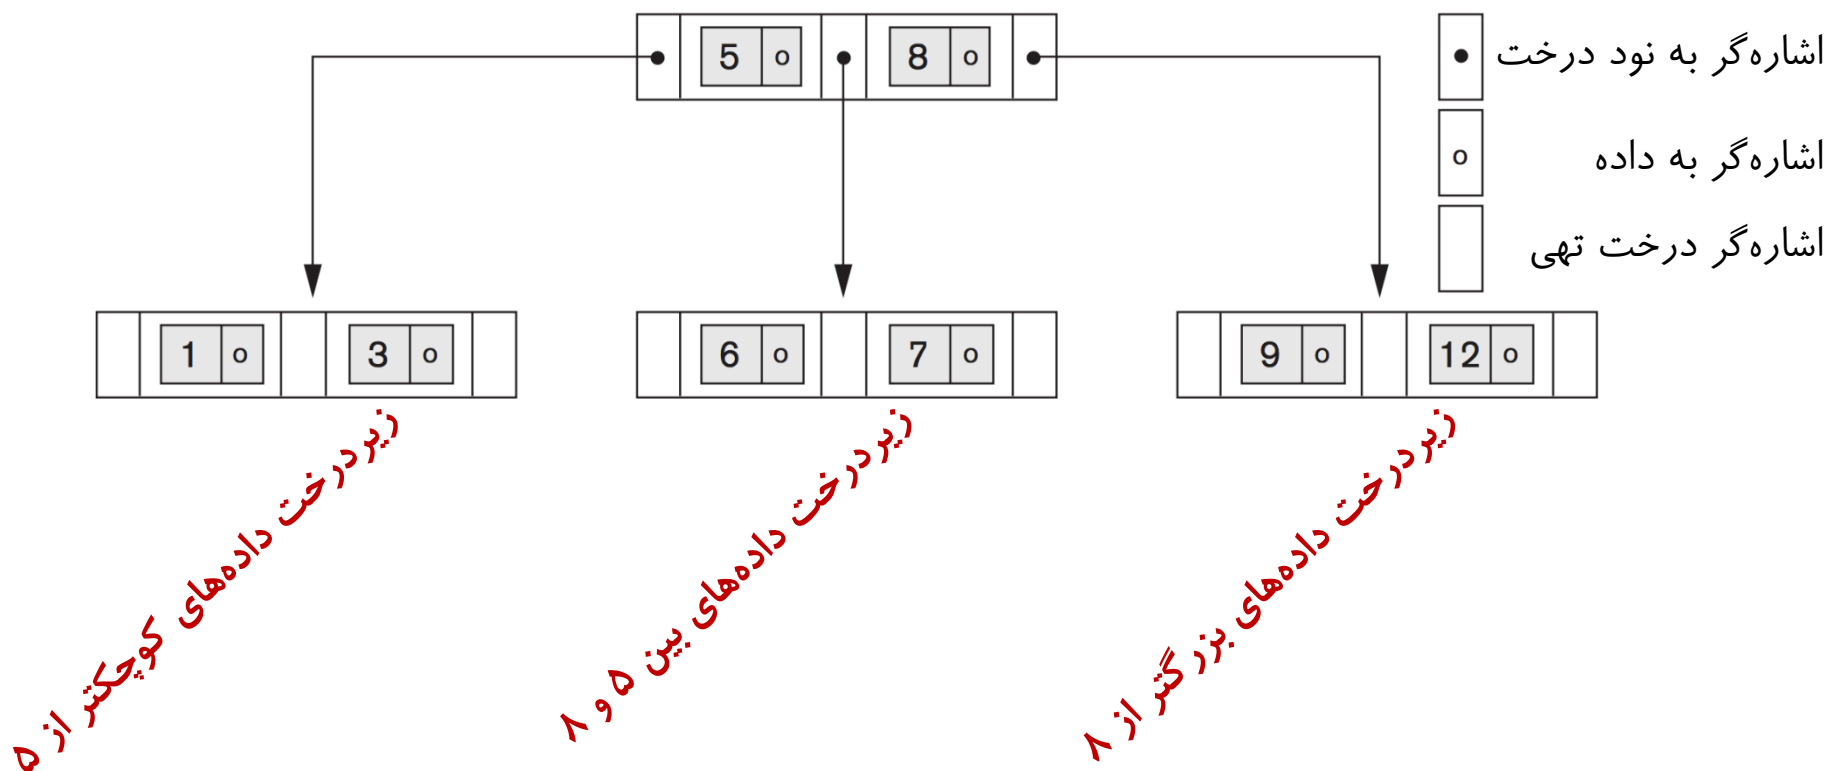 5 o 8 o
اشاره‌گر به نود درخت
o اشاره‌گر به داده
اشاره‌گر درخت تهی
1 o 3 o
6 o 7 o
9 o 12 o
زیردرخت داده‌های کوچکتر از ۵
زیردرخت داده‌های بین ۵ و ۸
زیردرخت داده‌های بزرگتر از ۸